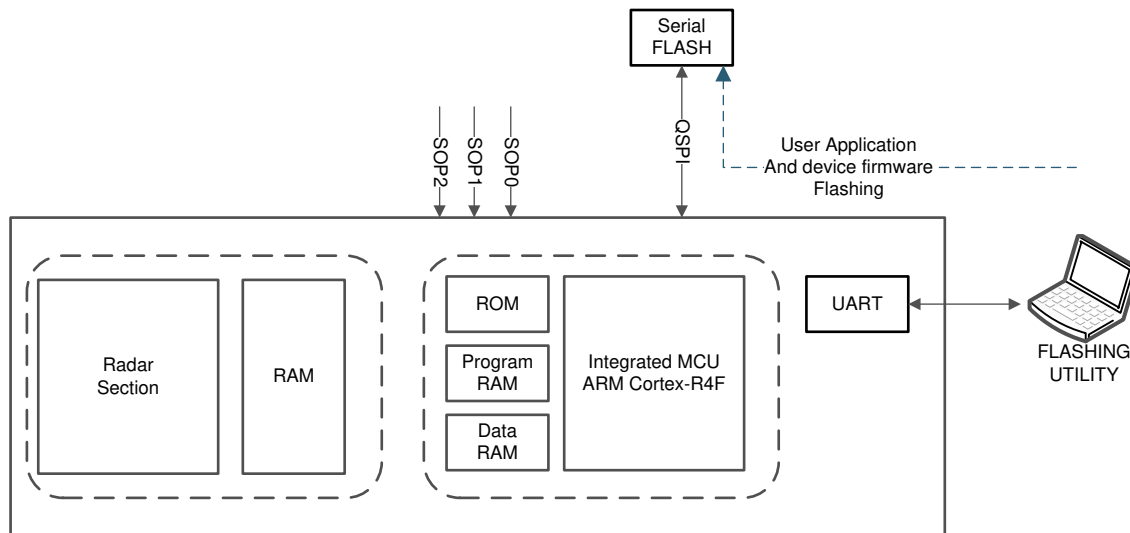 Serial
FLASH
SOP2
SOP1
SOP0
QSPI
User Application
And device firmware
Flashing
Radar
Section
RAM
ROM
Program
RAM
Data
RAM
Integrated MCU
ARM Cortex-R4F
UART
FLASHING
UTILITY